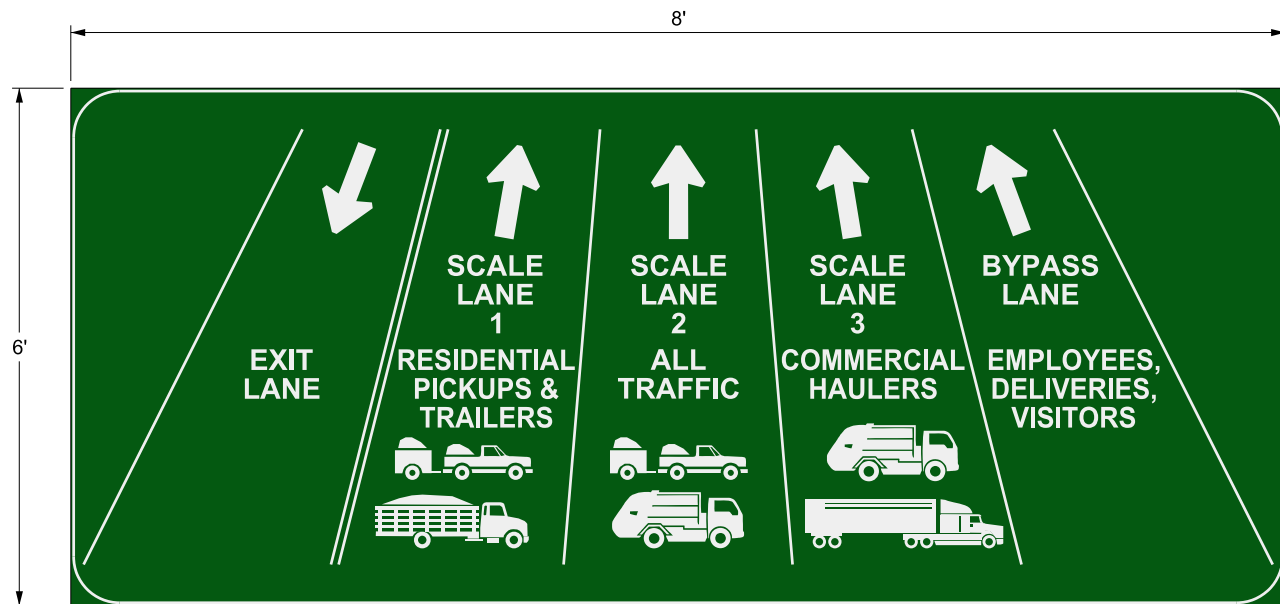 8'
6'
EXIT
LANE
SCALE
LANE
1
RESIDENTIAL
PICKUPS &
TRAILERS
SCALE
LANE
2
ALL
TRAFFIC
SCALE
LANE
3
COMMERCIAL
HAULERS
BYPASS
LANE
EMPLOYEES,
DELIVERIES,
VISITORS